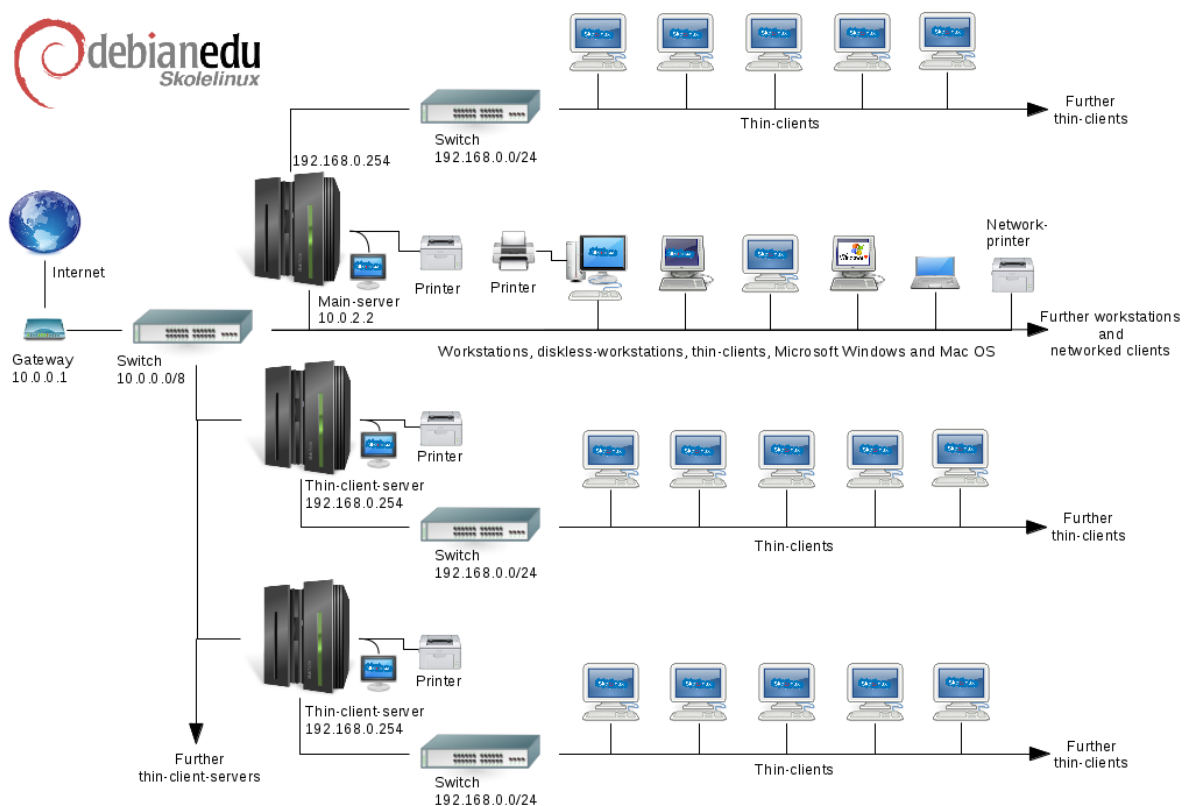 debianedu
Skolelinux
Switch
192.168.0.0/24
Thin-clients
Further
thin-clients
192.168.0.254
Internet
Main-server
10.0.2.2
Printer
Printer
Network-
printer
Gateway
10.0.0.1
Switch
10.0.0.0/8
Workstations, diskless-workstations, thin-clients, Microsoft Windows and Mac OS
Further workstations
and
networked clients
Printer
Thin-client-server
192.168.0.254
Switch
192.168.0.0/24
Thin-clients
Further
thin-clients
Printer
Thin-client-server
192.168.0.254
Switch
192.168.0.0/24
Thin-clients
Further
thin-clients
Further
thin-client-servers